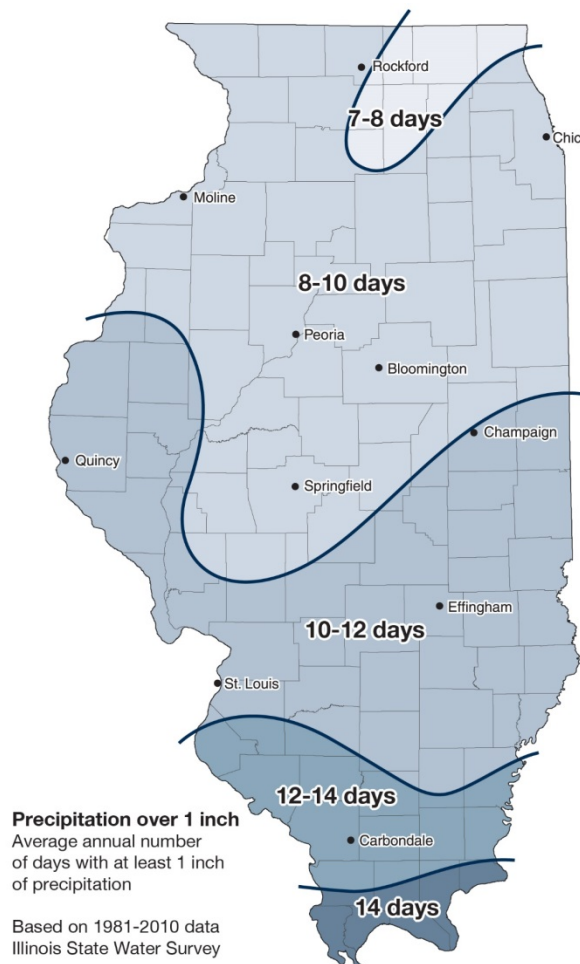 Rockford
7-8 days
Chic
Moline
8-10 days
Peoria
Bloomington
Champaign
Quincy
Springfield
Effingham
10-12 days
St. Louis
12-14 days
Carbondale
14 days
Precipitation over 1 inch
Average annual number
of days with at least 1 inch
of precipitation
Based on 1981-2010 data
Illinois State Water Survey